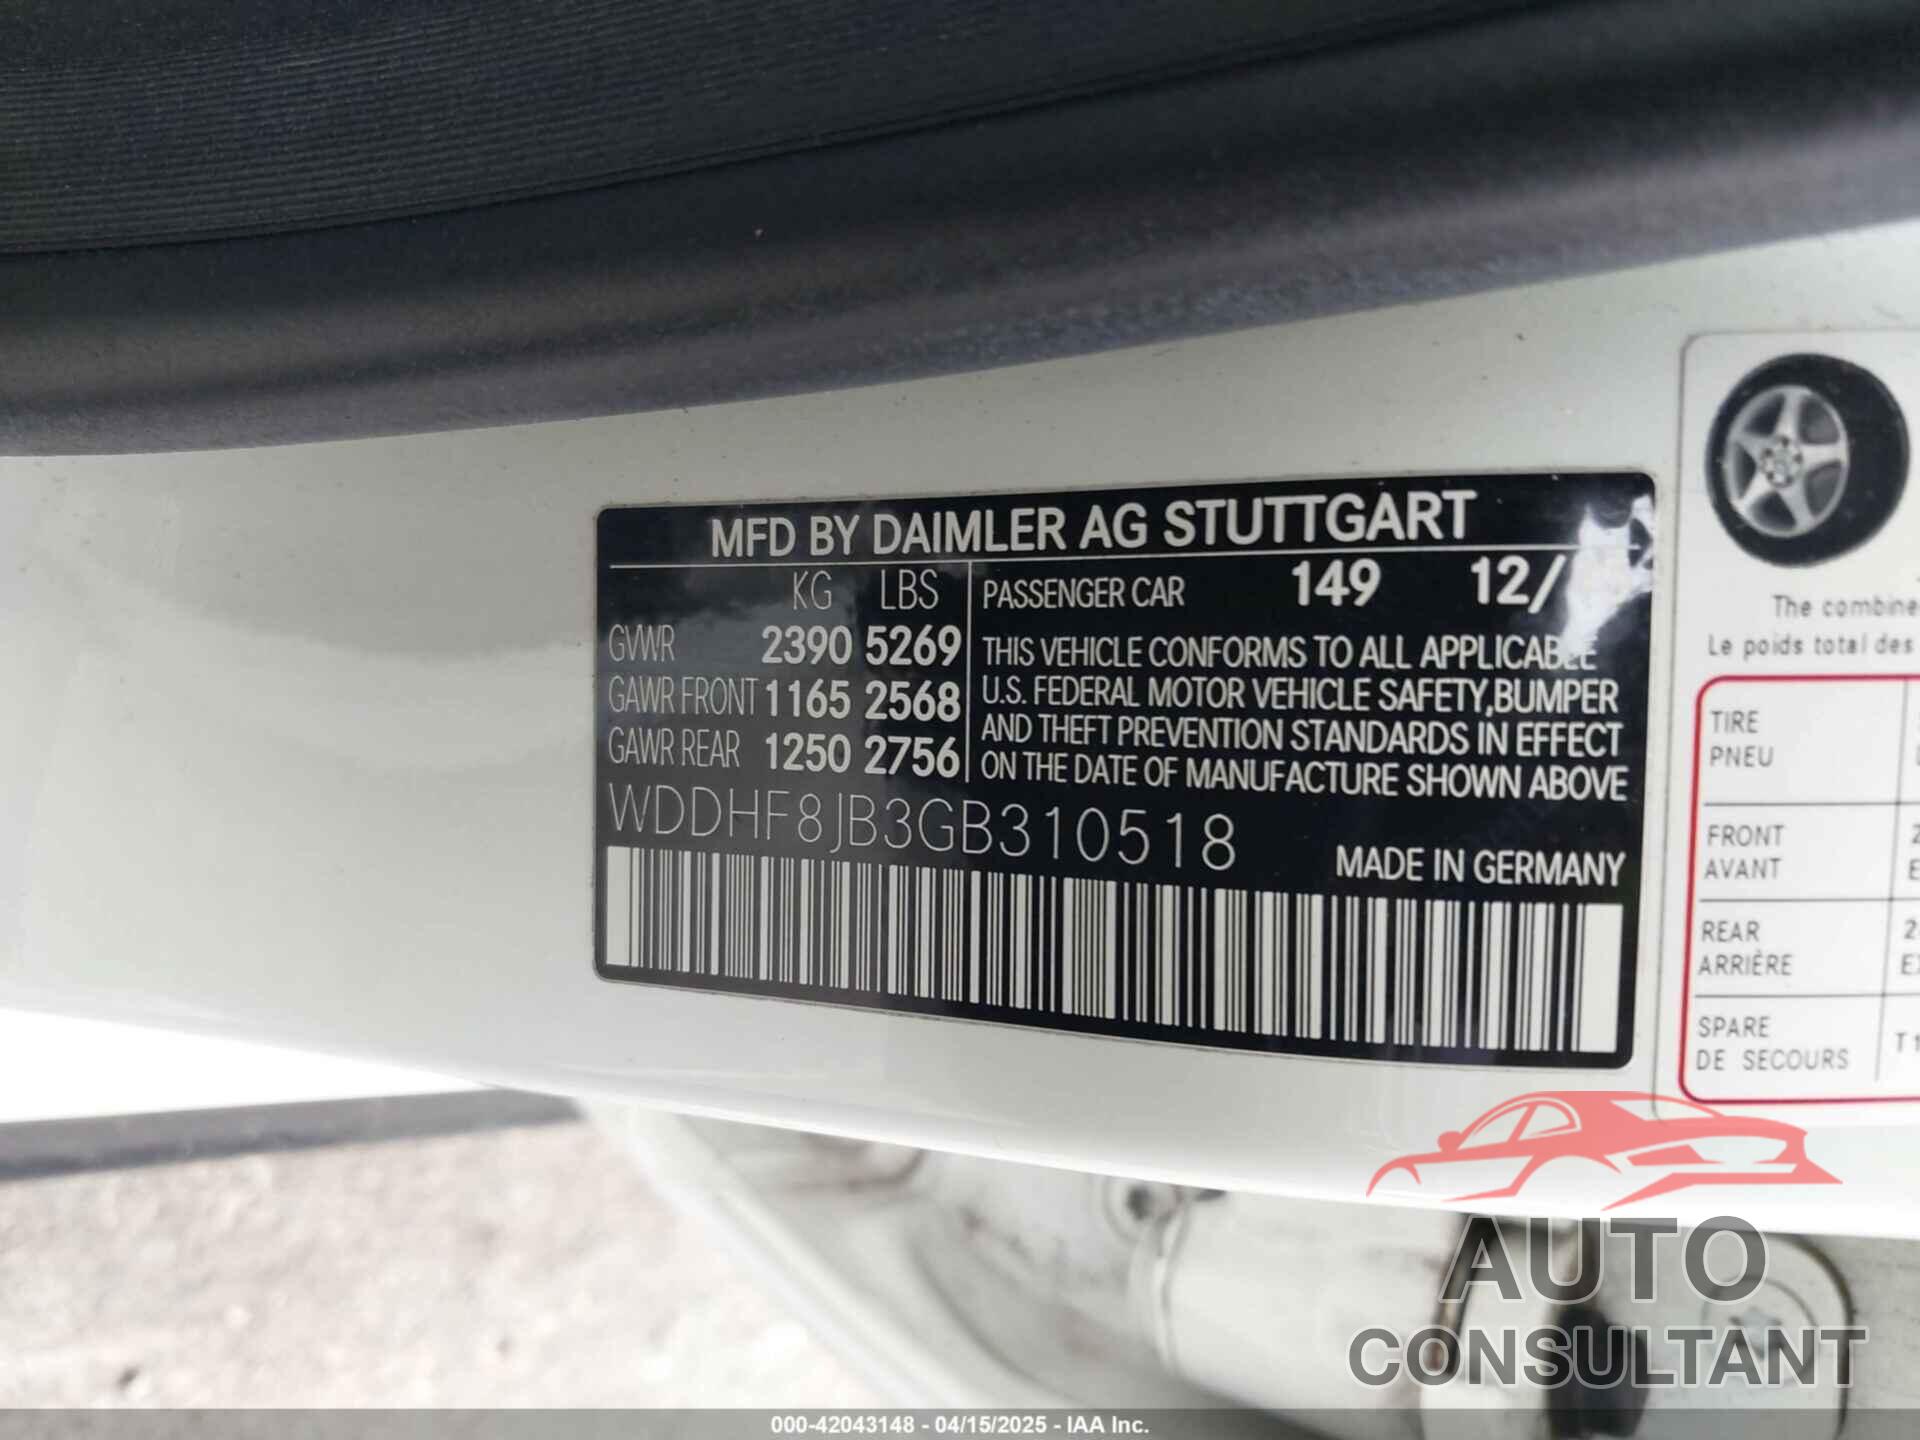 MFD BY DAIMLER AG STUTTGART
KG LBS
GVWR 2390 5269
GAWR FRONT 1165 2568
GAWR REAR 1250 2756
PASSENGER CAR 149 12/
THIS VEHICLE CONFORMS TO ALL APPLICABLE
U.S. FEDERAL MOTOR VEHICLE SAFETY,BUMPER
AND THEFT PREVENTION STANDARDS IN EFFECT
ON THE DATE OF MANUFACTURE SHOWN ABOVE
WDDHF8JB3GB310518
MADE IN GERMANY
The combine
Le poids total des
TIRE
PNEU
FRONT
AVANT
REAR
ARRIÈRE
SPARE
DE SECOURS
AUTO
CONSULTANT
000-42043148 - 04/15/2025 - IAA Inc.